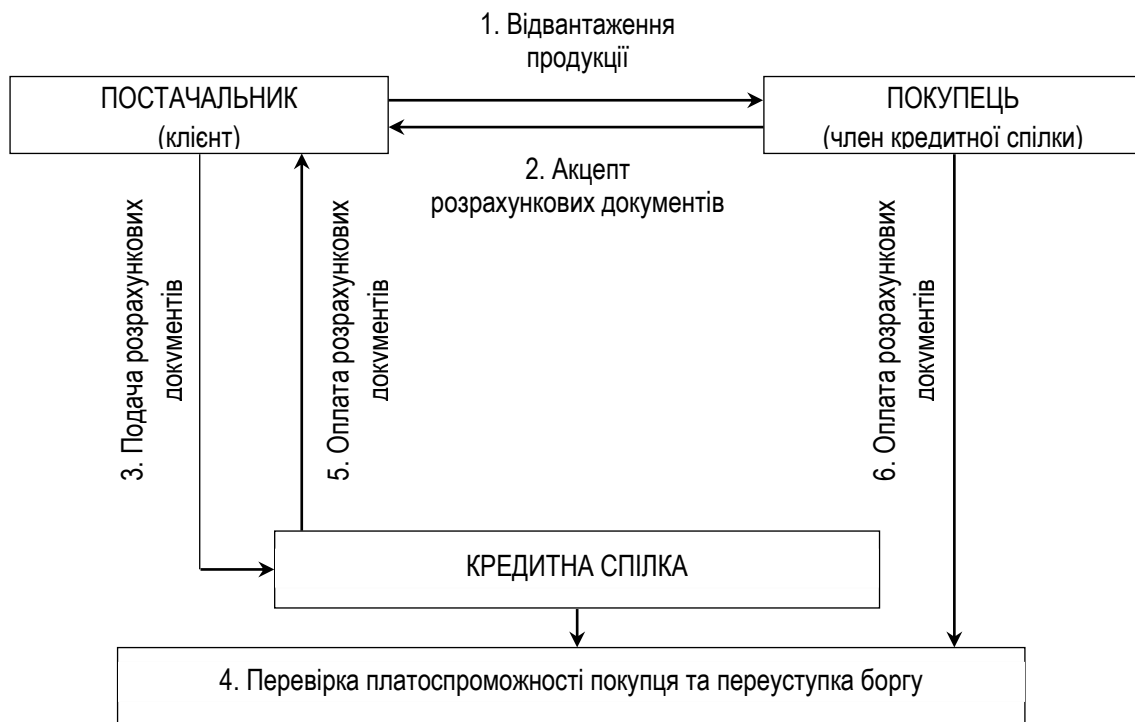 1. Відвантаження
продукції
ПОСТАЧАЛЬНИК
(клієнт)
ПОКУПЕЦЬ
(член кредитної спілки)
2. Акцепт
розрахункових документів
3. Подача розрахункових
документів
5. Оплата розрахункових
документів
6. Оплата розрахункових
документів
КРЕДИТНА СПІЛКА
4. Перевірка платоспроможності покупця та переуступка боргу